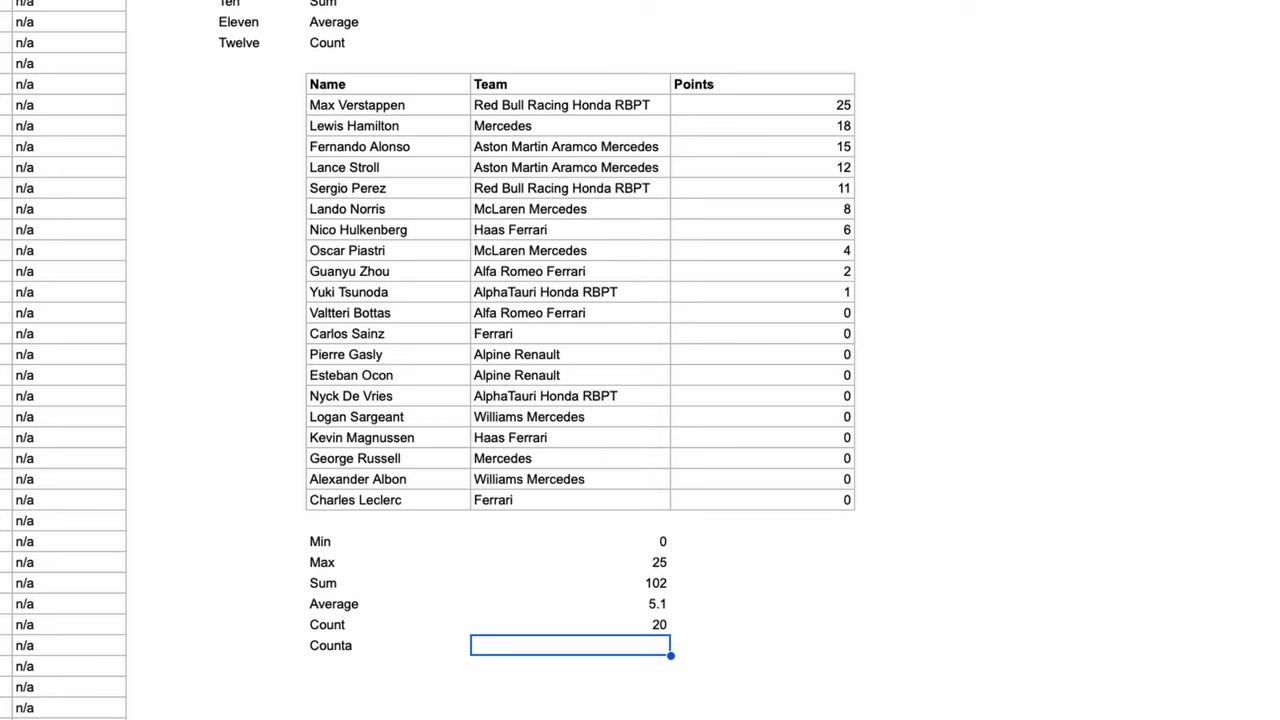 n/a Ten Sum
n/a Eleven Average
n/a Twelve Count
n/a
n/a Name Team Points
n/a Max Verstappen Red Bull Racing Honda RBPT 25
n/a Lewis Hamilton Mercedes 18
n/a Fernando Alonso Aston Martin Aramco Mercedes 15
n/a Lance Stroll Aston Martin Aramco Mercedes 12
n/a Sergio Perez Red Bull Racing Honda RBPT 11
n/a Lando Norris McLaren Mercedes 8
n/a Nico Hulkenberg Haas Ferrari 6
n/a Oscar Piastri McLaren Mercedes 4
n/a Guanyu Zhou Alfa Romeo Ferrari 2
n/a Yuki Tsunoda AlphaTauri Honda RBPT 1
n/a Valtteri Bottas Alfa Romeo Ferrari 0
n/a Carlos Sainz Ferrari 0
n/a Pierre Gasly Alpine Renault 0
n/a Esteban Ocon Alpine Renault 0
n/a Nyck De Vries AlphaTauri Honda RBPT 0
n/a Logan Sargeant Williams Mercedes 0
n/a Kevin Magnussen Haas Ferrari 0
n/a George Russell Mercedes 0
n/a Alexander Albon Williams Mercedes 0
n/a Charles Leclerc Ferrari 0
n/a
n/a Min 0
n/a Max 25
n/a Sum 102
n/a Average 5.1
n/a Count 20
n/a Counta
n/a
n/a
n/a